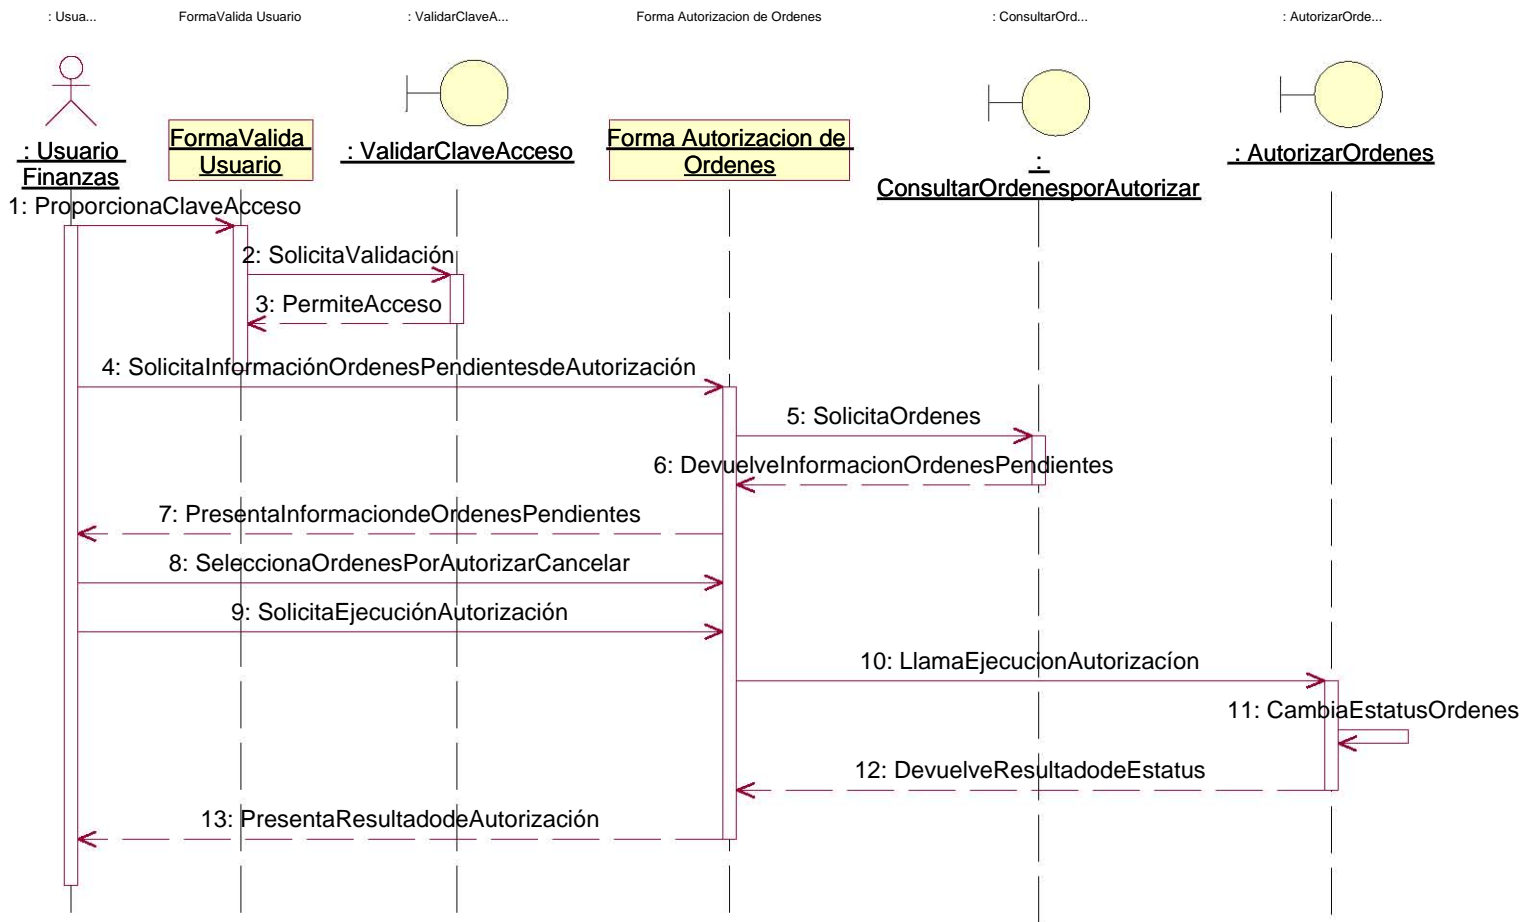 : Usua...
FormaValida Usuario
: ValidarClaveA...
Forma Autorizacion de Ordenes
: ConsultarOrd...
: AutorizarOrde...
: Usuario
Finanzas
FormaValida
Usuario
: ValidarClaveAcceso
Forma Autorizacion de
Ordenes
:
ConsultarOrdenesporAutorizar
: AutorizarOrdenes
1: ProporcionaClaveAcceso
2: SolicitaValidación
3: PermiteAcceso
4: SolicitaInformaciónOrdenesPendientesdeAutorización
5: SolicitaOrdenes
6: DevuelveInformacionOrdenesPendientes
7: PresentaInformaciondeOrdenesPendientes
8: SeleccionaOrdenesPorAutorizarCancelar
9: SolicitaEjecuciónAutorización
10: LlamaEjecucionAutorizacíon
11: CambiaEstatusOrdenes
12: DevuelveResultadodeEstatus
13: PresentaResultadodeAutorización